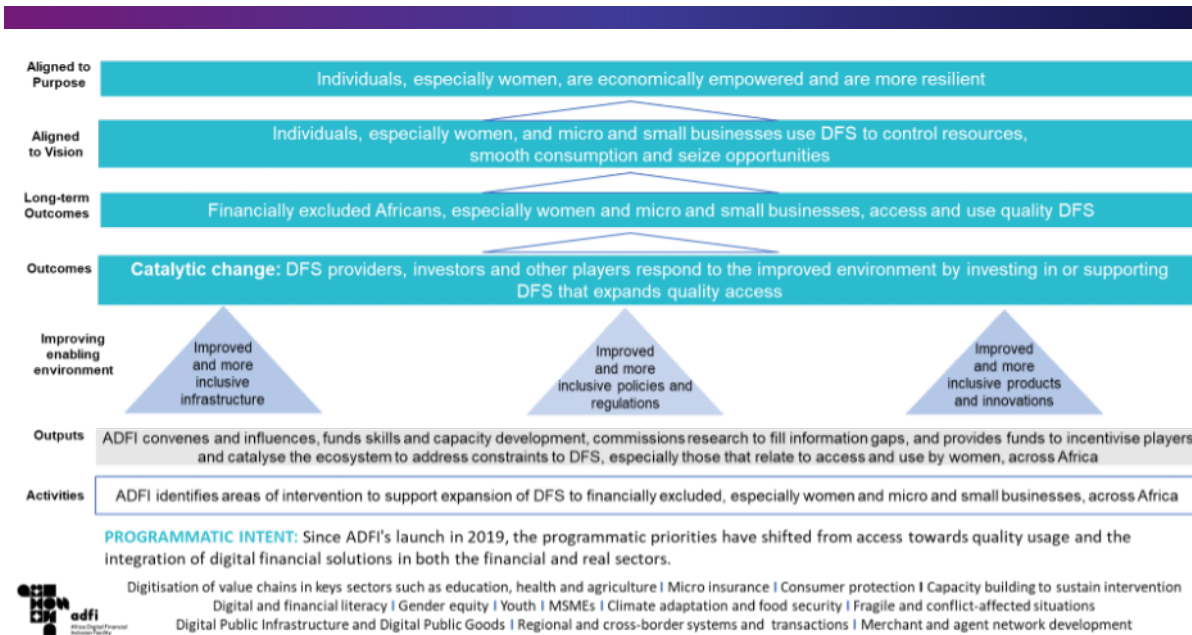 Aligned to
Purpose
Individuals, especially women, are economically empowered and are more resilient
Aligned
to Vision
Individuals, especially women, and micro and small businesses use DFS to control resources,
smooth consumption and seize opportunities
Long-term
Outcomes
Financially excluded Africans, especially women and micro and small businesses, access and use quality DFS
Outcomes
Catalytic change: DFS providers, investors and other players respond to the improved environment by investing in or supporting
DFS that expands quality access
Improving
enabling
environment
Improved
and more
inclusive
infrastructure
Improved
and more
inclusive policies and
regulations
Improved
and more
inclusive products
and innovations
Outputs
ADFI convenes and influences, funds skills and capacity development, commissions research to fill information gaps, and provides funds to incentivise players
and catalyse the ecosystem to address constraints to DFS, especially those that relate to access and use by women, across Africa
Activities
ADFI identifies areas of intervention to support expansion of DFS to financially excluded, especially women and micro and small businesses, across Africa
PROGRAMMATIC INTENT: Since ADFI's launch in 2019, the programmatic priorities have shifted from access towards quality usage and the
integration of digital financial solutions in both the financial and real sectors.
Digitisation of value chains in keys sectors such as education, health and agriculture I Micro insurance I Consumer protection I Capacity building to sustain intervention
Digital and financial literacy I Gender equity I Youth I MSMEs I Climate adaptation and food security I Fragile and conflict-affected situations
Digital Public Infrastructure and Digital Public Goods I Regional and cross-border systems and transactions I Merchant and agent network development
adfi
Africa Digital Financial
Inclusion Facility